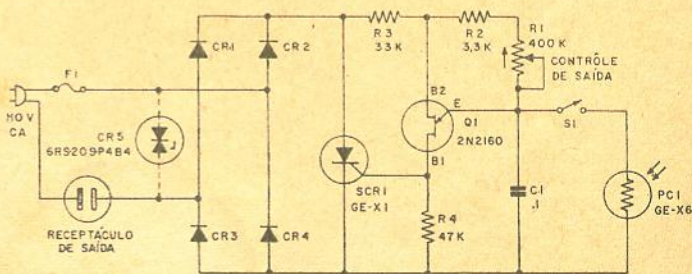 F1
110 V
CA
CR5
6RS209P4B4
RECEPTÁCULO
DE SAÍDA
CR1
CR2
CR3
CR4
R3
33K
R2
3,3K
R1
400K
CONTRÔLE
DE SAÍDA
B2
E
Q1
2N2160
B1
S1
SCR1
GE-X1
R4
47K
C1
.1
PC1
GE-X6